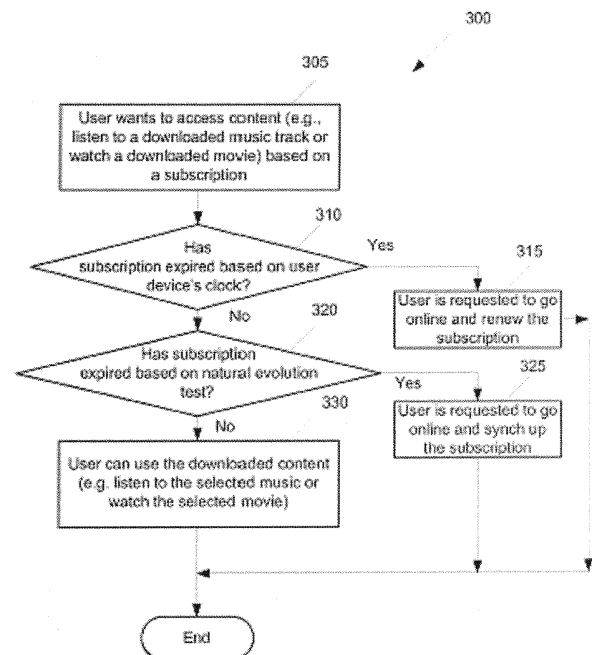 300
305
User wants to access content (e.g.,
listen to a downloaded music track or
watch a downloaded movie) based on
a subscription
310
Has
subscription expired based on user
device's clock?
Yes
315
User is requested to go
online and renew the
subscription
No
320
Has subscription
expired based on natural evolution
test?
Yes
325
User is requested to go
online and synch up
the subscription
No
330
User can use the downloaded content
(e.g. listen to the selected music or
watch the selected movie)
End